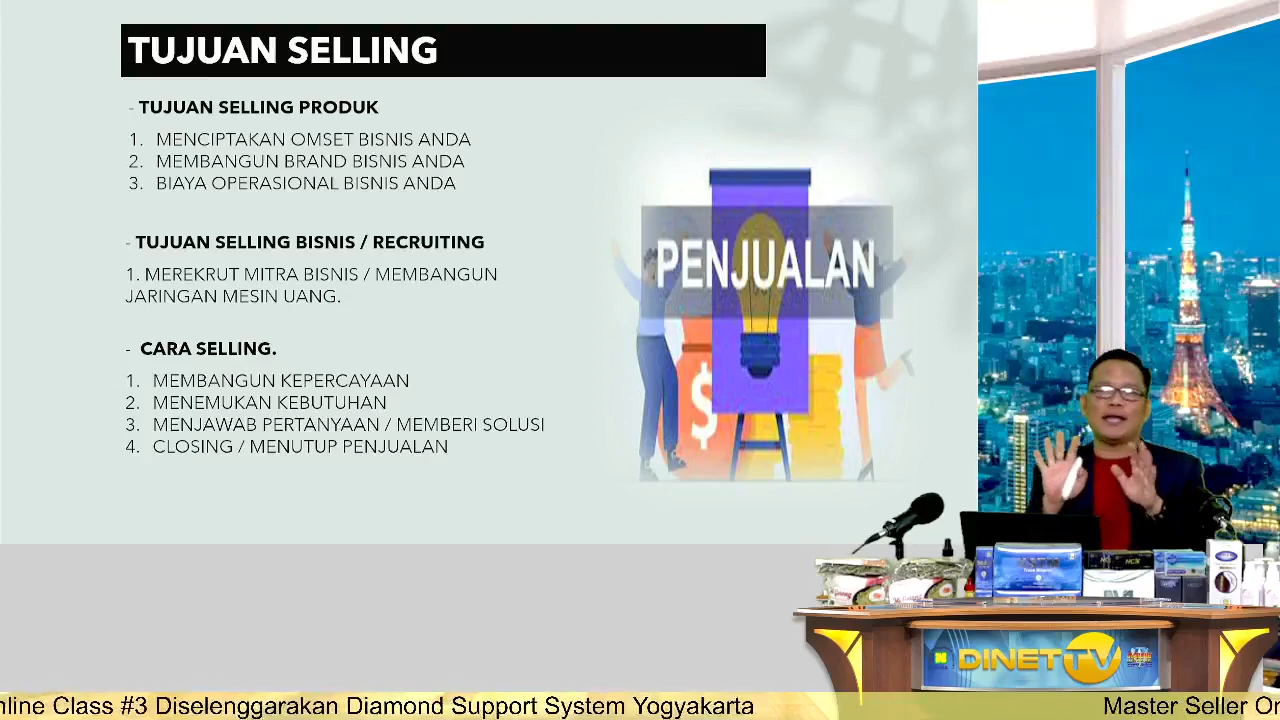 TUJUAN SELLING
- TUJUAN SELLING PRODUK
1. MENCIPTAKAN OMSET BISNIS ANDA
2. MEMBANGUN BRAND BISNIS ANDA
3. BIAYA OPERASIONAL BISNIS ANDA
- TUJUAN SELLING BISNIS / RECRUITING
1. MEREKRUT MITRA BISNIS / MEMBANGUN
JARINGAN MESIN UANG.
- CARA SELLING.
1. MEMBANGUN KEPERCAYAAN
2. MENEMUKAN KEBUTUHAN
3. MENJAWAB PERTANYAAN / MEMBERI SOLUSI
4. CLOSING / MENUTUP PENJUALAN
PENJUALAN
$
DINET TV
nline Class #3 Diselenggarakan Diamond Support System Yogyakarta
Master Seller On